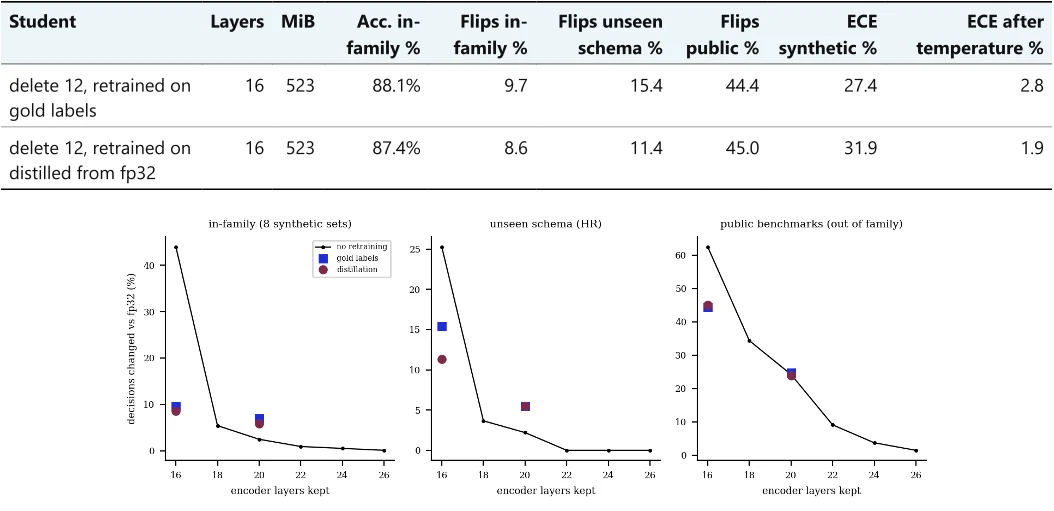 Student Layers MiB Acc. in-family % Flips in-family % Flips unseen schema % Flips public % ECE synthetic % ECE after temperature %
delete 12, retrained on gold labels 16 523 88.1% 9.7 15.4 44.4 27.4 2.8
delete 12, retrained on distilled from fp32 16 523 87.4% 8.6 11.4 45.0 31.9 1.9
in-family (8 synthetic sets)
no retraining
gold labels
distillation
decisions changed vs fp32 (%)
40
30
20
10
0
16 18 20 22 24 26
encoder layers kept
unseen schema (HR)
25
20
15
10
5
0
16 18 20 22 24 26
encoder layers kept
public benchmarks (out of family)
60
50
40
30
20
10
0
16 18 20 22 24 26
encoder layers kept